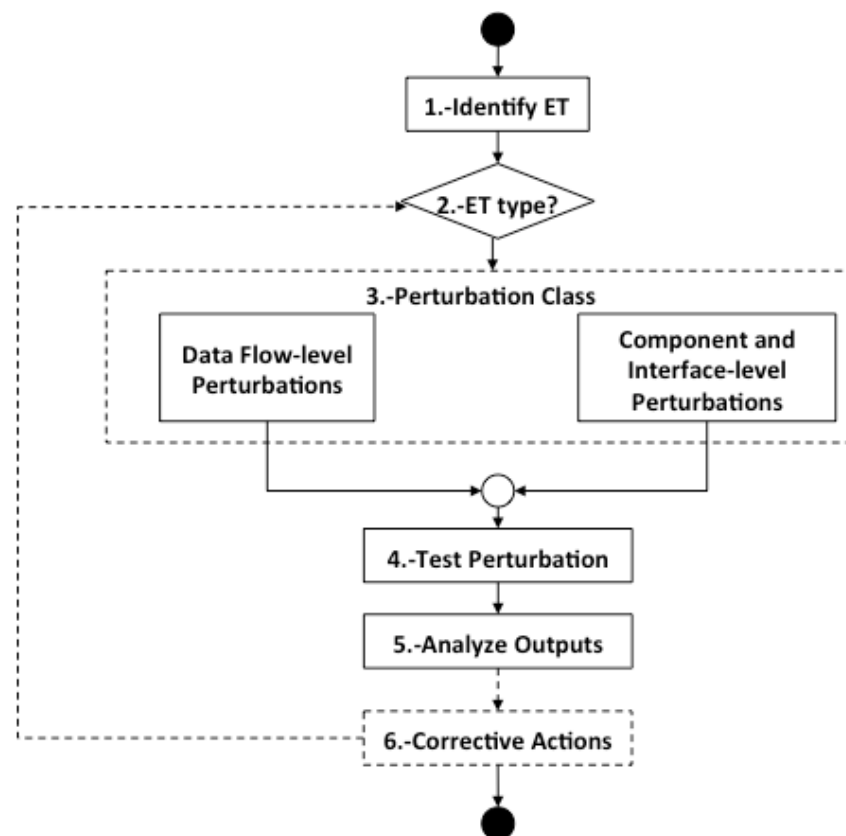 1.-Identify ET
2.-ET type?
3.-Perturbation Class
Data Flow-level
Perturbations
Component and
Interface-level
Perturbations
4.-Test Perturbation
5.-Analyze Outputs
6.-Corrective Actions